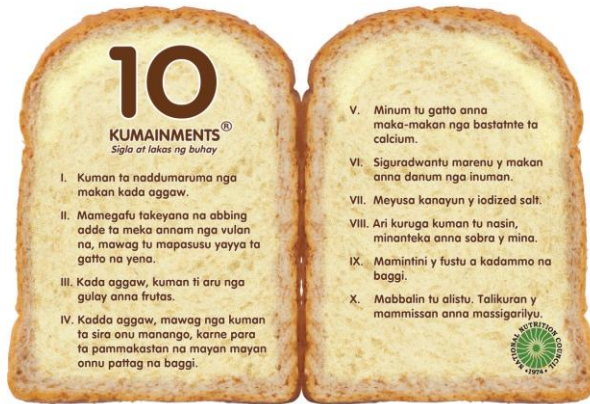 10
KUMAINMENTS®
Sigla at lakas ng buhay
I. Kuman ta naddumaruma nga
makan kada aggaw.
II. Mamegafu takeyana na abbing
adde ta meka annam nga vulan
na, mawag tu mapasusu yayya ta
gatto na yena.
III. Kada aggaw, kuman ti aru nga
gulay anna frutas.
IV. Kadda aggaw, mawag nga kuman
ta sira onu manango, karne para
ta pammakastan na mayan mayan
onnu pattag na baggi.
V. Minum tu gatto anna
maka-makan nga bastatnte ta
calcium.
VI. Siguradwantu marenu y makan
anna danum nga inuman.
VII. Meyusa kanayun y iodized salt.
VIII. Ari kuruga kuman tu nasin,
minanteka anna sobra y mina.
IX. Mamintini y fustu a kadammo na
baggi.
X. Mabbalin tu alistu. Talikuran y
mammissan anna massigarilyu.
NATIONAL NUTRITION COUNCIL
• 1974 •